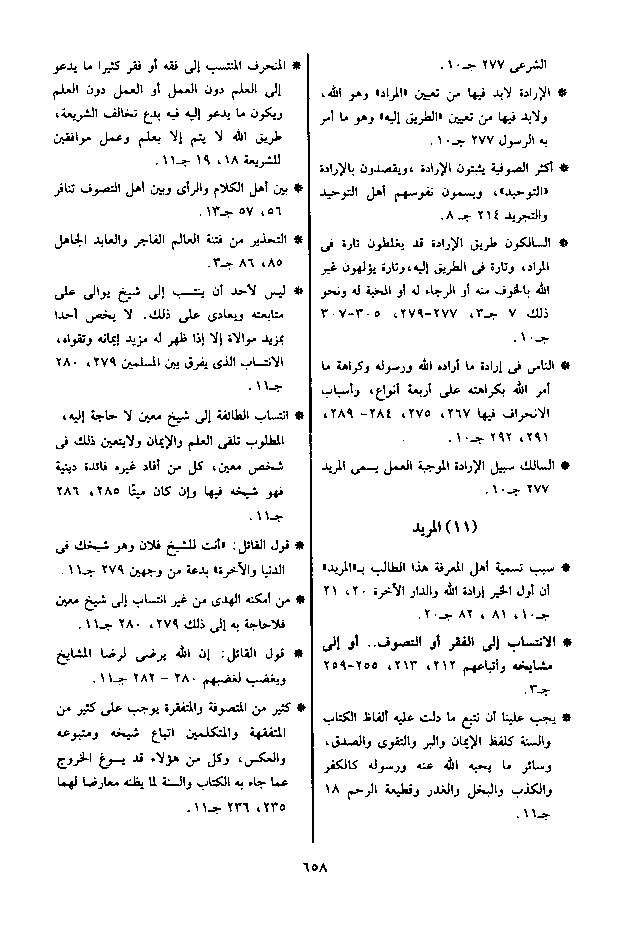 الشرعى ٢٧٧ جـ١٠.
* الإرادة لابد فيها من تعيين «المراد» وهو الله،
ولابد فيها من تعيين «الطريق إليه» وهو ما أمر
به الرسول ٢٧٧ جـ١٠.
* أكثر الصوفية يثبتون الإرادة، ويقصدون بالإرادة
«التوحيد»، ويسمون نفوسهم أهل التوحيد
والتجريد ٢١٤ جـ ٨.
* السالكون طريق الإرادة قد يغلطون تارة فى
المراد، وتارة فى الطريق إليه، وتارة يؤلهون غير
الله بالخوف منه أو الرجاء له أو المحبة له ونحو
ذلك ٧ جـ٣، ٢٧٧-٢٧٩، ٣٠٥-٣٠٧
جـ١٠.
* الناس فى إرادة ما أراده الله ورسوله وكراهة ما
أمر الله بكراهته على أربعة أنواع، وأسباب
الانحراف فيها ٢٦٧، ٢٧٥، ٢٨٤-٢٨٩،
٢٩١، ٢٩٢ جـ١٠.
* السالك سبيل الإرادة الموجبة العمل يسمى المريد
٢٧٧ جـ١٠.
(١١) المريد
* سبب تسمية أهل المعرفة هذا الطالب بـ«المريد»
أن أول الخير إرادة الله والدار الآخرة ٢٠، ٢١
جـ١٠، ٨١، ٨٢ جـ٢٠.
* الانتساب إلى الفقر أو التصوف.. أو إلى
مشايخه وأتباعهم ٢١٢، ٢١٣، ٢٥٥-٢٥٩
جـ٣.
* يجب علينا أن نتبع ما دلت عليه ألفاظ الكتاب
والسنة كلفظ الإيمان والبر والتقوى والصدق،
وسائر ما يحبه الله عنه ورسوله كالكفر
والكذب والبخل والغدر وقطيعة الرحم ١٨
جـ١١.
* المنحرف المنتسب إلى فقه أو فقر كثيرا ما يدعو
إلى العلم دون العمل أو العمل دون العلم
ويكون ما يدعو إليه فيه بدع تخالف الشريعة،
طريق الله لا يتم إلا بعلم وعمل موافقين
للشريعة ١٨، ١٩ جـ١١.
* بين أهل الكلام والرأى وبين أهل التصوف تنافر
٥٦، ٥٧ جـ١٣.
* التحذير من فتنة العالم الفاجر والعابد الجاهل
٨٥، ٨٦ جـ٣.
* ليس لأحد أن ينتسب إلى شيخ يوالى على
متابعته ويعادى على ذلك. لا يخص أحدا
بمزيد موالاة إلا إذا ظهر له مزيد إيمانه وتقواه،
الانتساب الذى يفرق بين المسلمين ٢٧٩، ٢٨٠
جـ١١.
* انتساب الطائفة إلى شيخ معين لا حاجة إليه،
المطلوب تلقى العلم والإيمان ولايتعين ذلك فى
شخص معين، كل من أفاد غيره فائدة دينية
فهو شيخه فيها وإن كان ميتًا ٢٨٥، ٢٨٦
جـ١١.
* قول القائل: «أنت للشيخ فلان وهو شيخك فى
الدنيا والآخرة» بدعة من وجهين ٢٧٩ جـ١١.
* من أمكنه الهدى من غير انتساب إلى شيخ معين
فلاحاجة به إلى ذلك ٢٧٩، ٢٨٠ جـ١١.
* قول القائل: إن الله يرضى لرضا المشايخ
ويغضب لغضبهم ٢٨٠ - ٢٨٢ جـ١١.
* كثير من المتصوفة والمتفقرة يوجب على كثير من
المتفقهة والمتكلمين اتباع شيخه ومتبوعه
والعكس، وكل من هؤلاء قد يسوغ الخروج
عما جاء به الكتاب والسنة لما يظنه معارضا لهما
٢٣٥، ٢٣٦ جـ١١.
٦٥٨